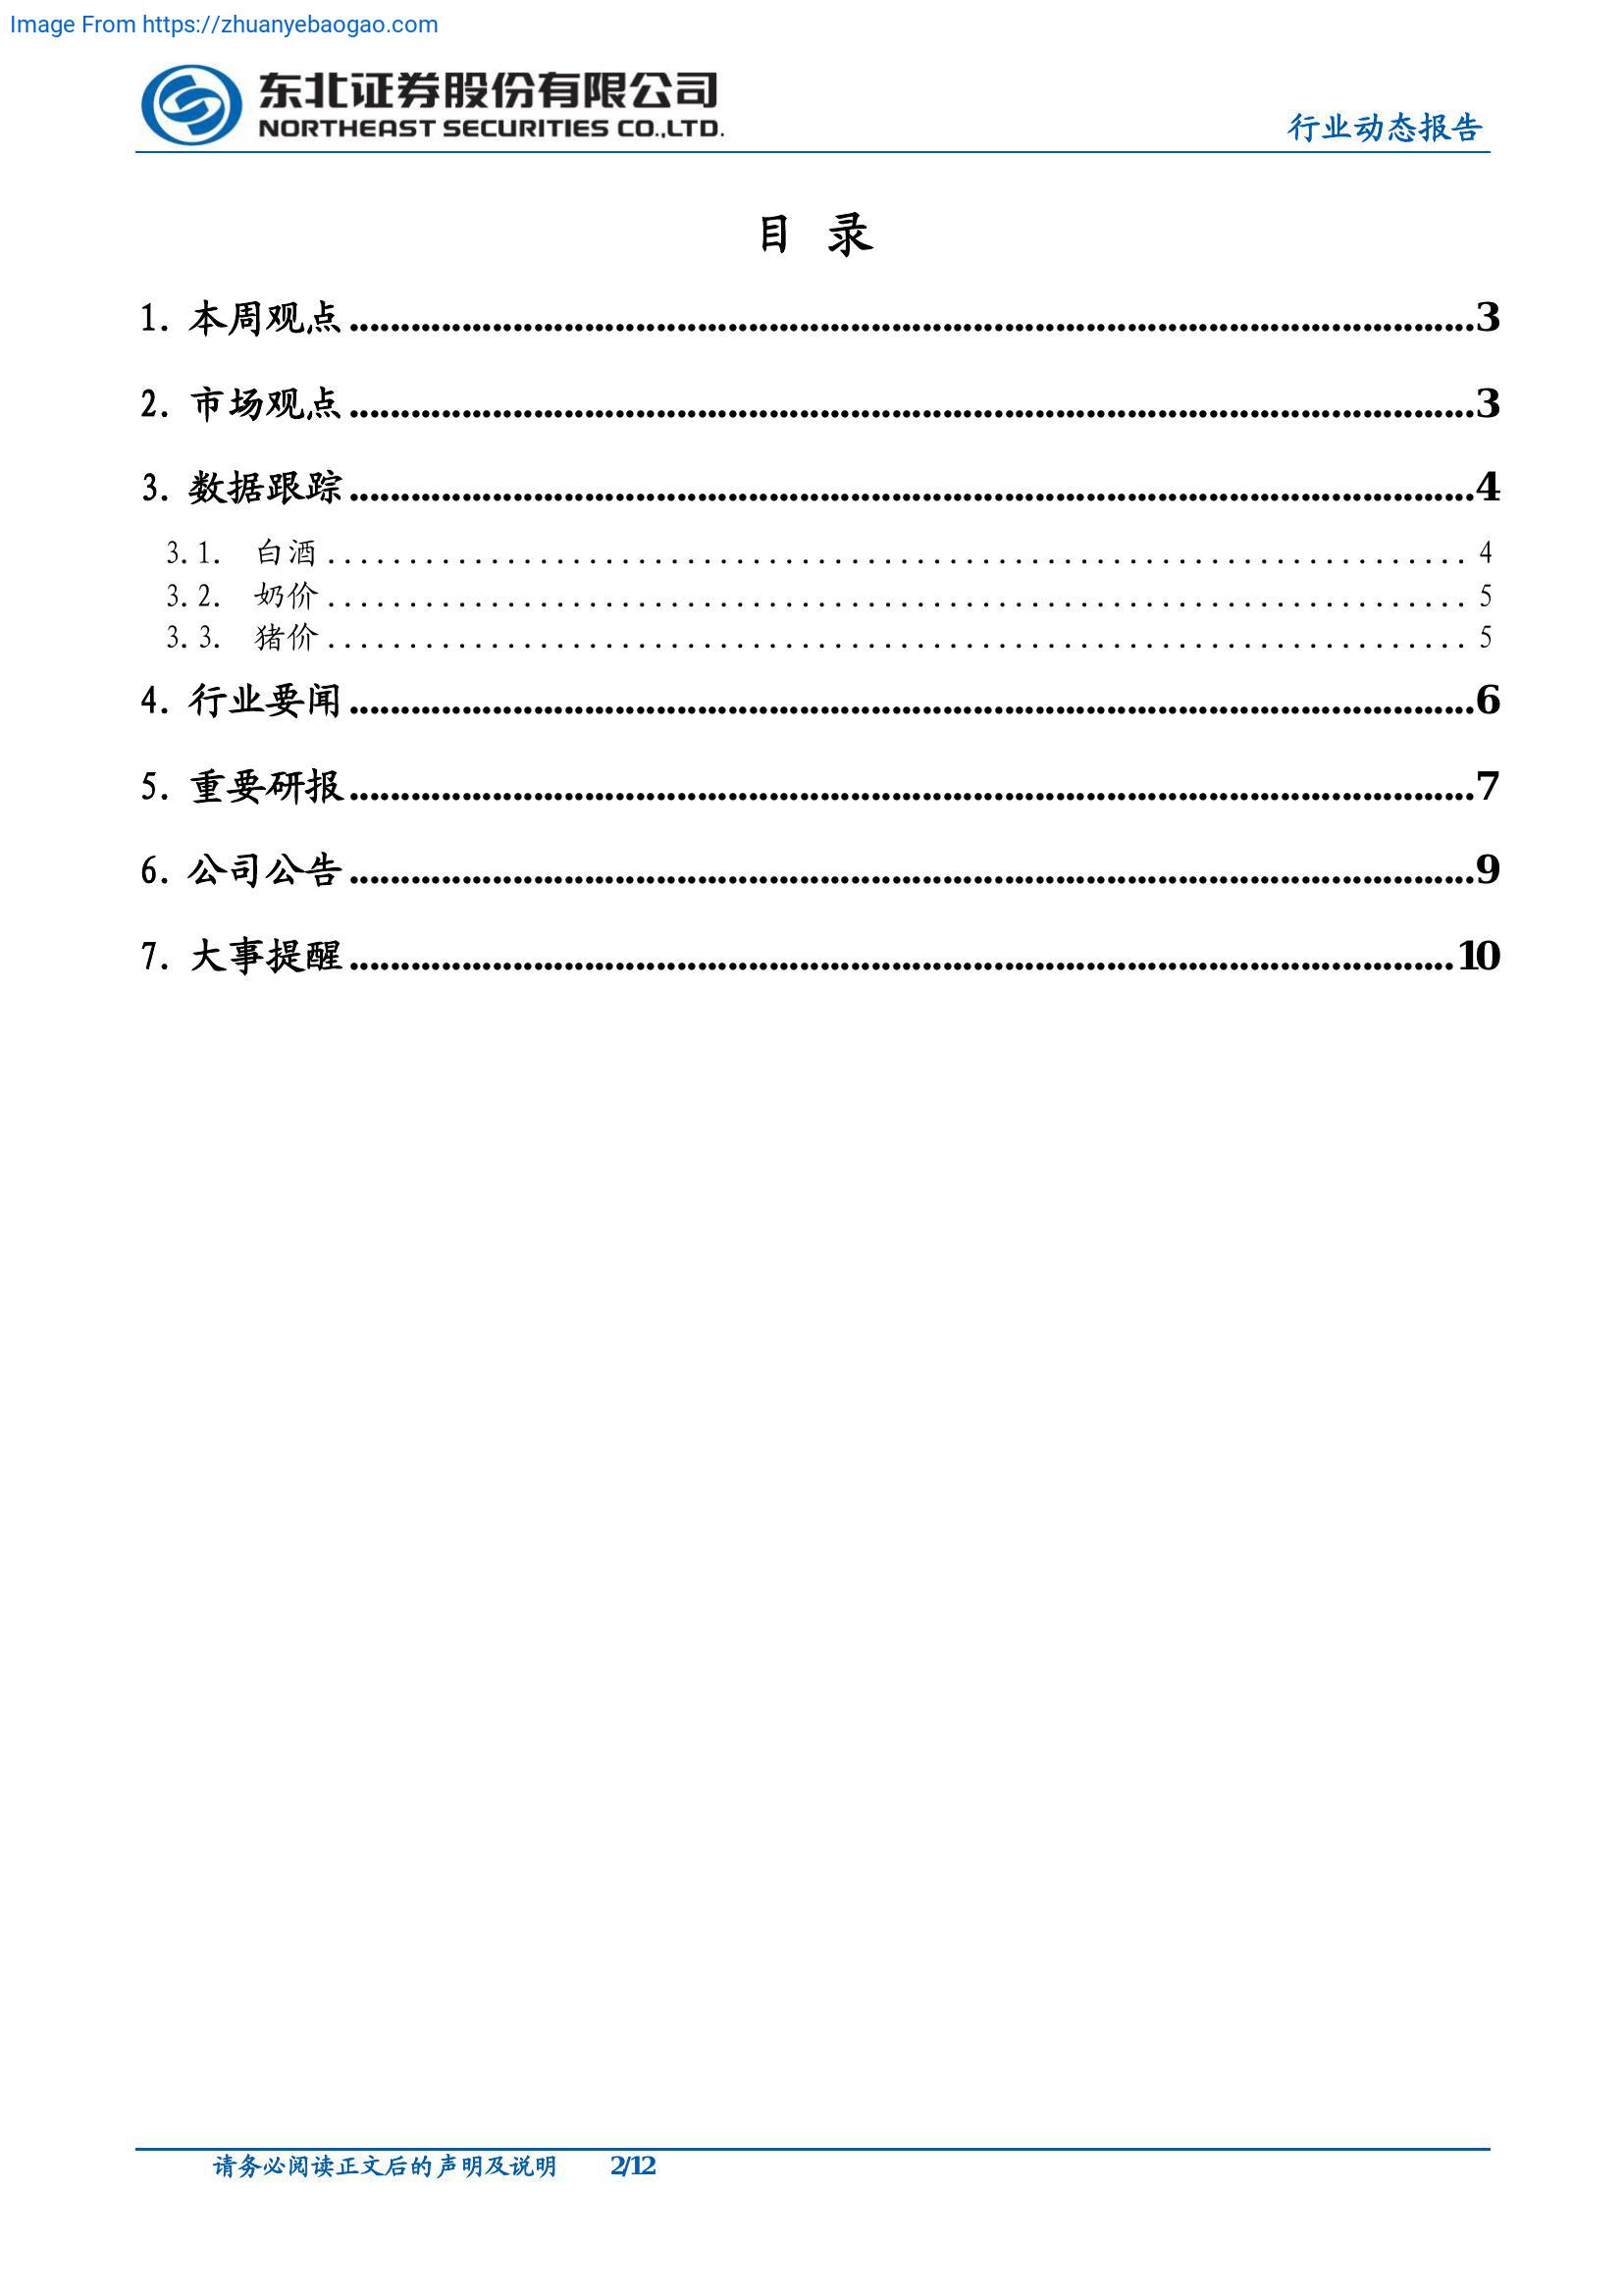 Image From https://zhuanyebaogao.com
东北证券股份有限公司
NORTHEAST SECURITIES CO.,LTD.
行业动态报告
目 录
1. 本周观点..........3
2. 市场观点..........3
3. 数据跟踪..........4
3.1. 白酒..........4
3.2. 奶价..........5
3.3. 猪价..........5
4. 行业要闻..........6
5. 重要研报..........7
6. 公司公告..........9
7. 大事提醒..........10
请务必阅读正文后的声明及说明 2/12